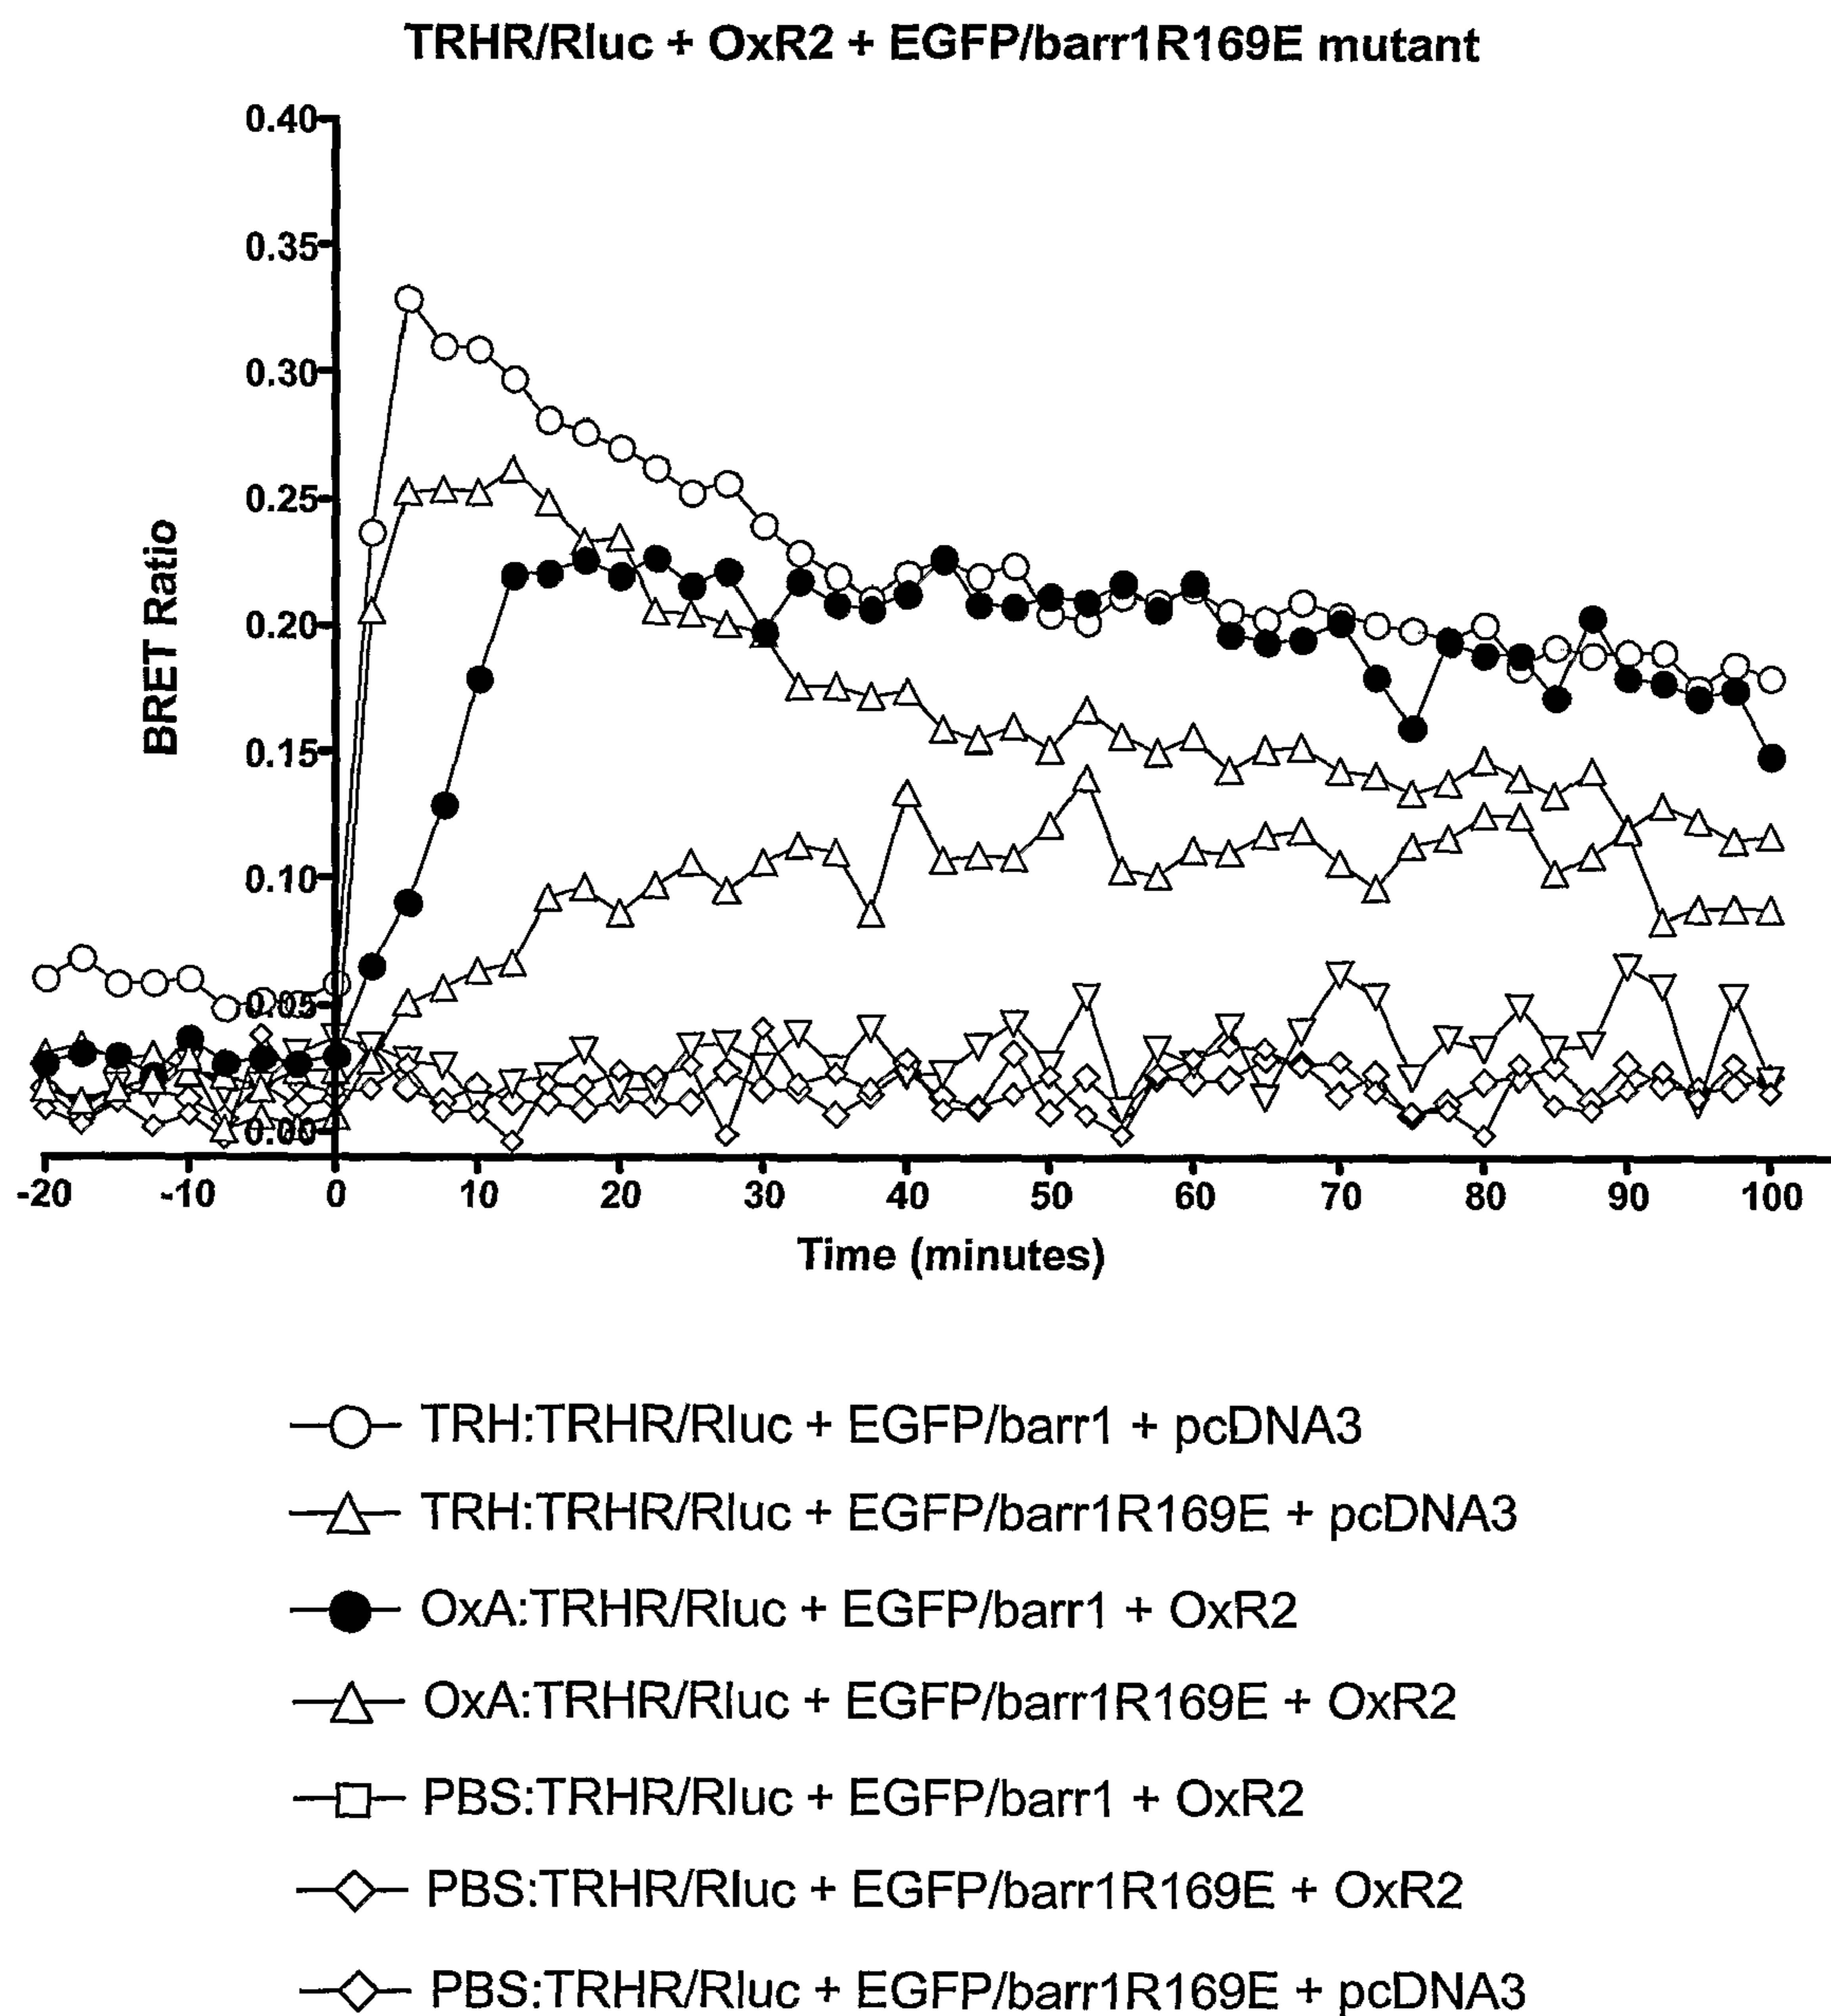 TRHR/Rluc + OxR2 + EGFP/barr1R169E mutant
0.40
0.35
0.30
0.25
0.20
0.15
0.10
0.05
0.00
BRET Ratio
-20 -10 0 10 20 30 40 50 60 70 80 90 100
Time (minutes)
TRH:TRHR/Rluc + EGFP/barr1 + pcDNA3
TRH:TRHR/Rluc + EGFP/barr1R169E + pcDNA3
OxA:TRHR/Rluc + EGFP/barr1 + OxR2
OxA:TRHR/Rluc + EGFP/barr1R169E + OxR2
PBS:TRHR/Rluc + EGFP/barr1 + OxR2
PBS:TRHR/Rluc + EGFP/barr1R169E + OxR2
PBS:TRHR/Rluc + EGFP/barr1R169E + pcDNA3